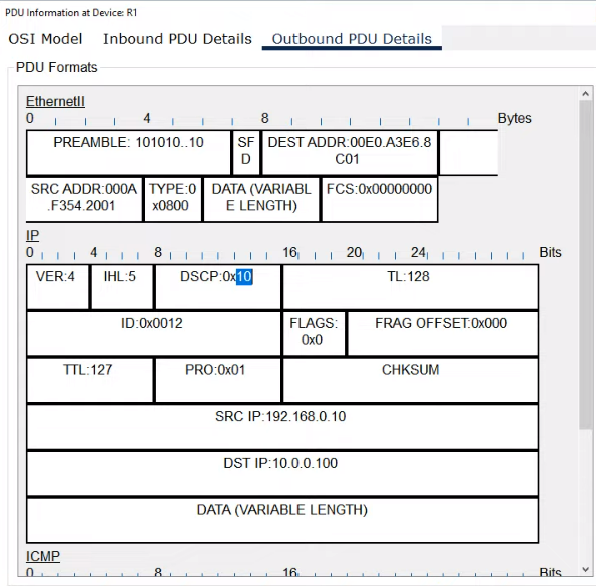 PDU Information at Device: R1
OSI Model Inbound PDU Details Outbound PDU Details
PDU Formats
EthernetII
0 4 8 Bytes
PREAMBLE: 101010..10 SF DEST ADDR:00E0.A3E6.8
D C01
SRC ADDR:000A TYPE:0 DATA (VARIABL FCS:0x00000000
.F354.2001 x0800 E LENGTH)
IP
0 4 8 16 20 24 Bits
VER:4 IHL:5 DSCP:0x10 TL:128
ID:0x0012 FLAGS: FRAG OFFSET:0x000
0x0
TTL:127 PRO:0x01 CHKSUM
SRC IP:192.168.0.10
DST IP:10.0.0.100
DATA (VARIABLE LENGTH)
ICMP
0 8 16 Bits